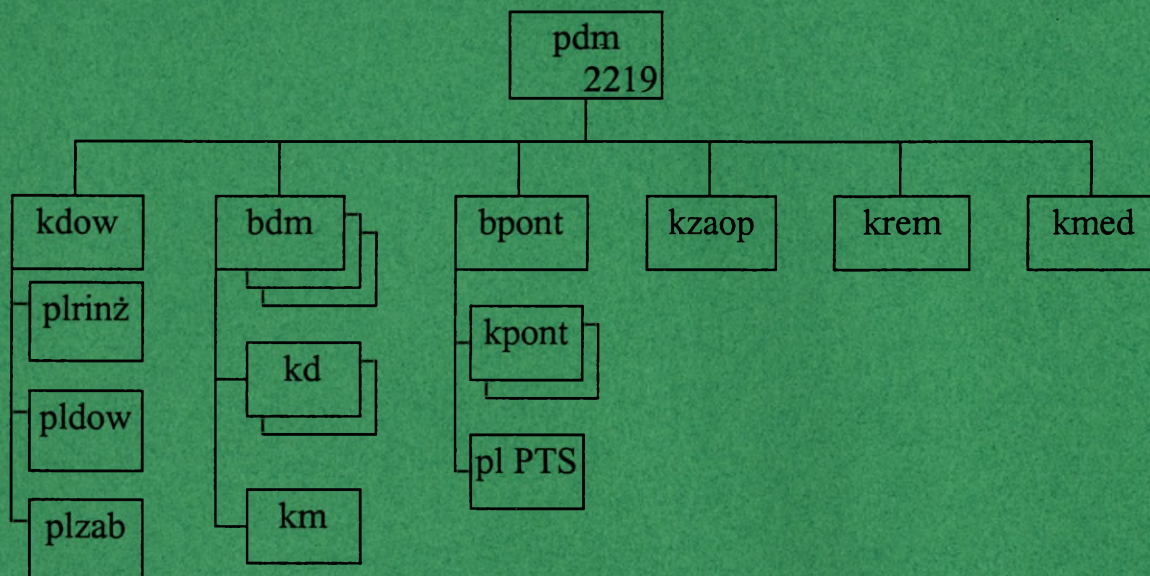 pdm
2219
kdow
bdm
bpont
kzaop
krem
kmed
plrinż
kpont
kd
pldow
pl PTS
km
plzab